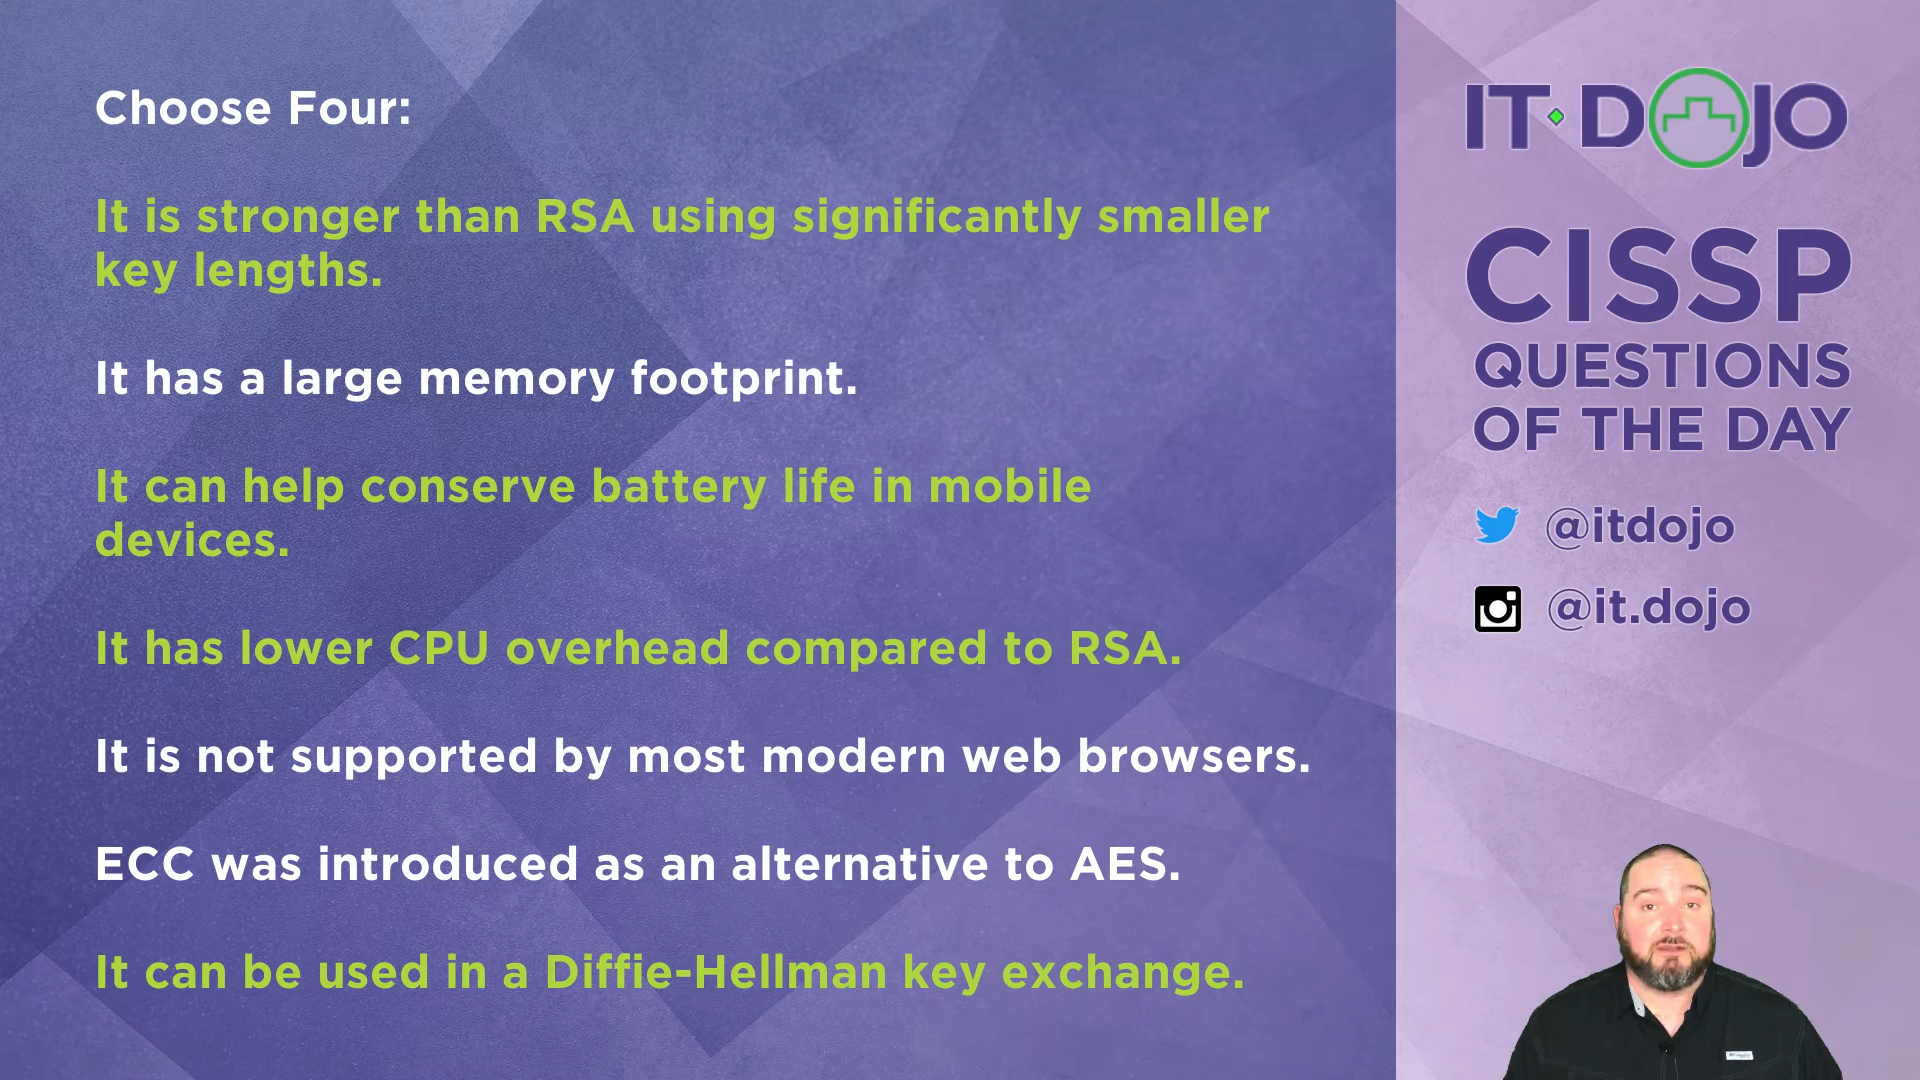 Choose Four:
It is stronger than RSA using significantly smaller
key lengths.
It has a large memory footprint.
It can help conserve battery life in mobile
devices.
It has lower CPU overhead compared to RSA.
It is not supported by most modern web browsers.
ECC was introduced as an alternative to AES.
It can be used in a Diffie-Hellman key exchange.
IT DOJO
CISSP
QUESTIONS
OF THE DAY
@itdojo
@it.dojo